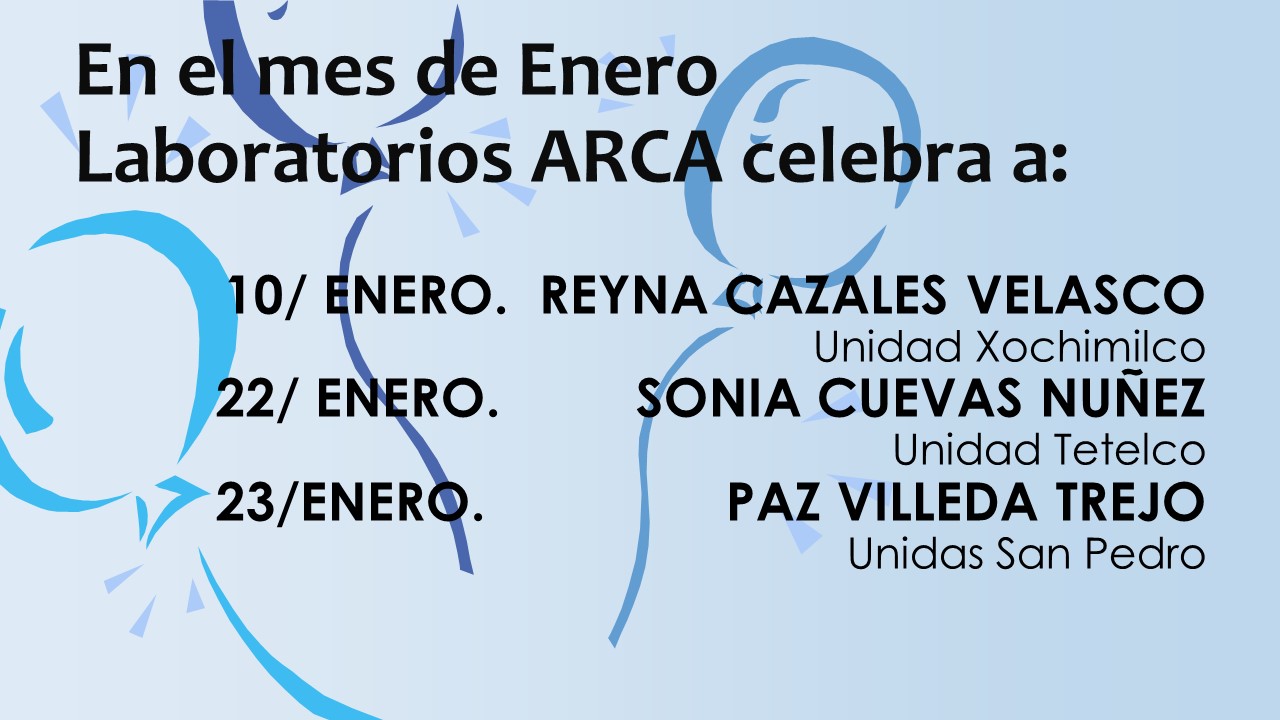 En el mes de Enero
Laboratorios ARCA celebra a:
10/ ENERO. REYNA CAZALES VELASCO
Unidad Xochimilco
22/ ENERO. SONIA CUEVAS NUÑEZ
Unidad Tetelco
23/ENERO. PAZ VILLEDA TREJO
Unidas San Pedro